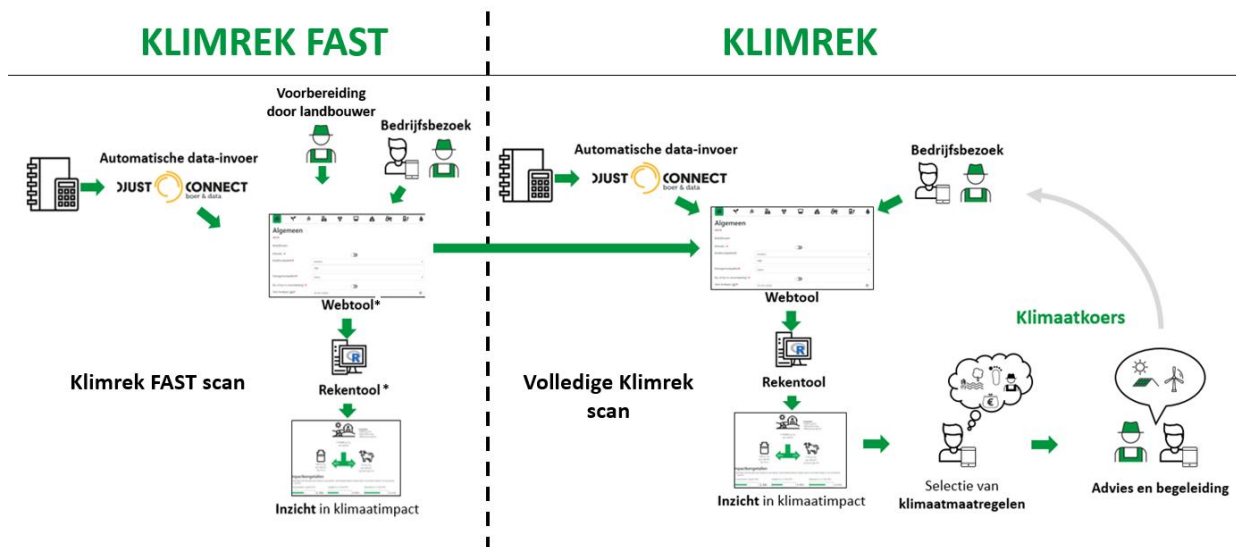 KLIMREK FAST
KLIMREK
Voorbereiding
door landbouwer
Bedrijfsbezoek
Automatische data-invoer
DJUST CONNECT
boer & data
Algemeen
Webtool*
R
Rekentool *
Klimrek FAST scan
Inzicht in klimaatimpact
Automatische data-invoer
DJUST CONNECT
boer & data
Bedrijfsbezoek
Algemeen
Webtool
R
Rekentool
Volledige Klimrek
scan
Inzicht in klimaatimpact
Klimaatkoers
€
Selectie van
klimaatmaatregelen
Advies en begeleiding